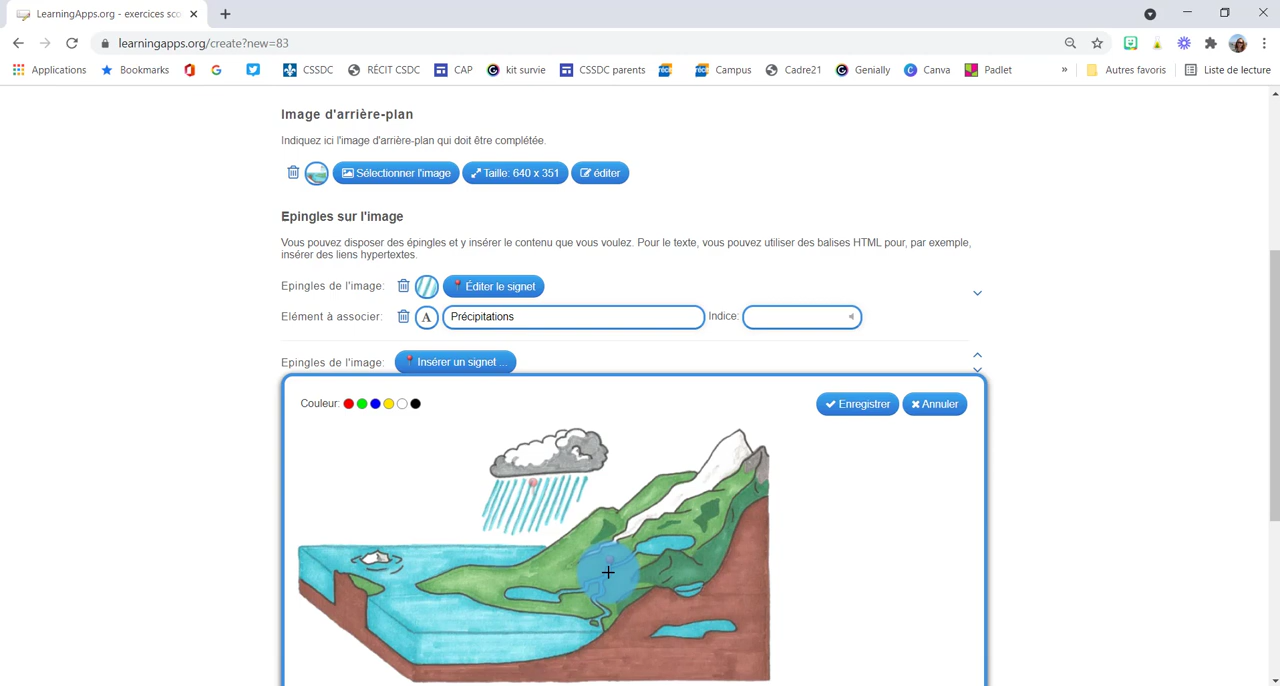 LearningApps.org - exercices sco
learningapps.org/create?new=83
Applications Bookmarks CSSDC RÉCIT CSDC CAP kit survie CSSDC parents Campus Cadre21 Genially Canva Padlet » Autres favoris Liste de lecture
Image d'arrière-plan
Indiquez ici l'image d'arrière-plan qui doit être complétée.
Sélectionner l'image Taille: 640 x 351 éditer
Epingles sur l'image
Vous pouvez disposer des épingles et y insérer le contenu que vous voulez. Pour le texte, vous pouvez utiliser des balises HTML pour, par exemple,
insérer des liens hypertextes.
Epingles de l'image: Éditer le signet
Elément à associer: A Précipitations Indice:
Epingles de l'image: Insérer un signet ...
Couleur: Enregistrer Annuler